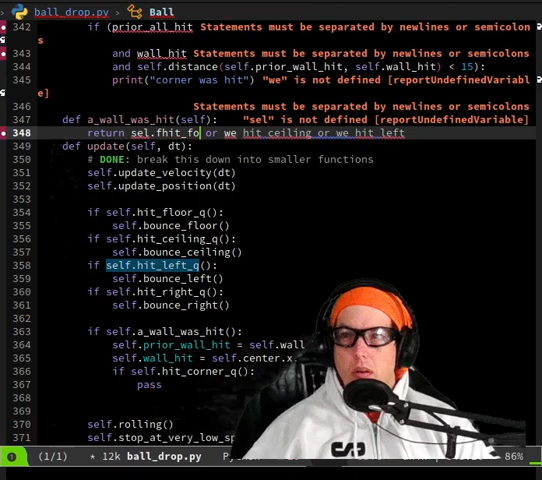 ball_drop.py › Ball
342 if (prior_all_hit Statements must be separated by newlines or semicolon
s
343 and wall_hit Statements must be separated by newlines or semicolons
344 and self.distance(self.prior_wall_hit, self.wall_hit) < 15):
345 print("corner was hit") "we" is not defined [reportUndefinedVariabl
e]
346 Statements must be separated by newlines or semicolons
347 def a_wall_was_hit(self): "sel" is not defined [reportUndefinedVariable]
348 return sel.fhit_fo or we hit ceiling or we hit left
349 def update(self, dt):
350 # DONE: break this down into smaller functions
351 self.update_velocity(dt)
352 self.update_position(dt)
353
354 if self.hit_floor_q():
355 self.bounce_floor()
356 if self.hit_ceiling_q():
357 self.bounce_ceiling()
358 if self.hit_left_q():
359 self.bounce_left()
360 if self.hit_right_q():
361 self.bounce_right()
362
363 if self.a_wall_was_hit():
364 self.prior_wall_hit = self.wall
365 self.wall_hit = self.center.x
366 if self.hit_corner_q():
367 pass
368
369
370 self.rolling()
371 self.stop_at_very_low_sp
(1/1) * 12k ball_drop.py 86%